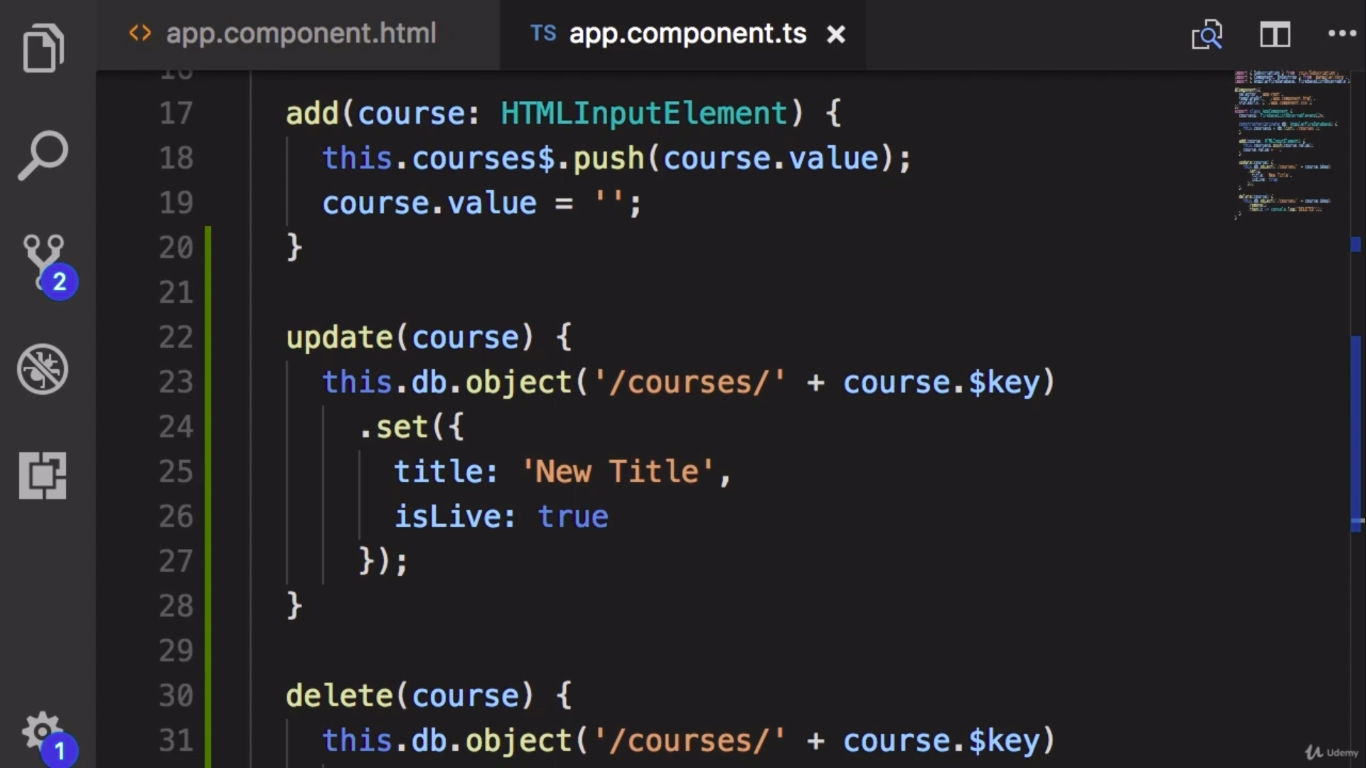 <> app.component.html
TS app.component.ts
17 add(course: HTMLInputElement) {
18 this.courses$.push(course.value);
19 course.value = '';
20 }
21
22 update(course) {
23 this.db.object('/courses/' + course.$key)
24 .set({
25 title: 'New Title',
26 isLive: true
27 });
28 }
29
30 delete(course) {
31 this.db.object('/courses/' + course.$key)
2
1
Udemy